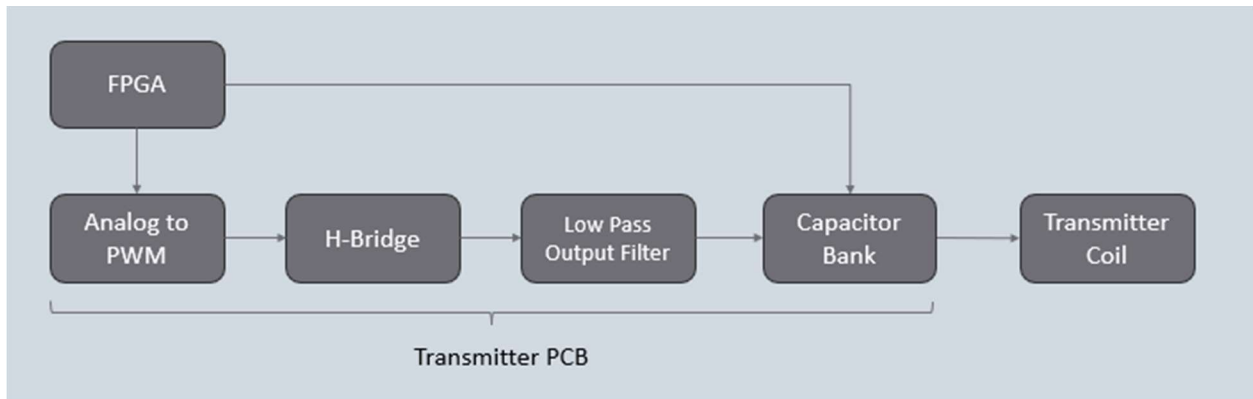 FPGA
Analog to
PWM
H-Bridge
Low Pass
Output Filter
Capacitor
Bank
Transmitter
Coil
Transmitter PCB